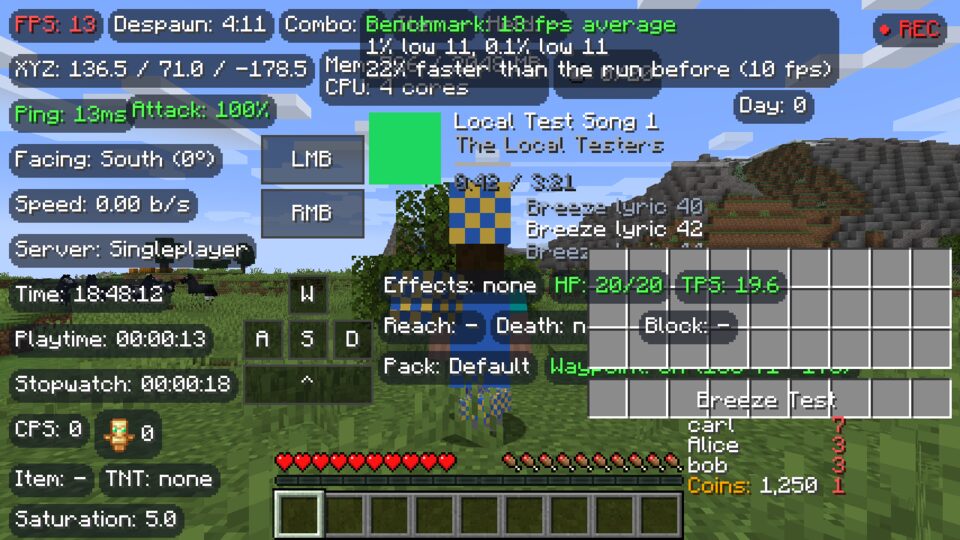 FPS: 13
Despawn: 4:11
Combo:
Benchmark: 13 fps average
1% low 11, 0.1% low 11
22% faster than the run before (10 fps)
REC
XYZ: 136.5 / 71.0 / -178.5
CPU: 4 cores
Day: 0
Ping: 13ms
Attack: 100%
Local Test Song 1
The Local Testers
0:42 / 3:21
Facing: South (0°)
LMB
Speed: 0.00 b/s
RMB
Breeze lyric 40
Breeze lyric 42
Breeze lyric
Server: Singleplayer
Effects: none
HP: 20/20
TPS: 19.6
Time: 18:48:12
W
Reach: -
Death:
Block: -
Playtime: 00:00:13
A
S
D
Pack: Default
Stopwatch: 00:00:18
^
Breeze Test
CPS: 0
0
carl 7
Alice 3
bob 3
Coins: 1,250 1
Item: -
TNT: none
Saturation: 5.0